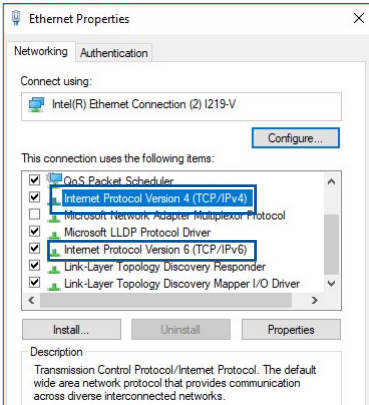 Ethernet Properties
Networking Authentication
Connect using:
Intel(R) Ethernet Connection (2) I219-V
Configure...
This connection uses the following items:
QoS Packet Scheduler
Internet Protocol Version 4 (TCP/IPv4)
Microsoft Network Adapter Multiplexor Protocol
Microsoft LLDP Protocol Driver
Internet Protocol Version 6 (TCP/IPv6)
Link-Layer Topology Discovery Responder
Link-Layer Topology Discovery Mapper I/O Driver
Install... Uninstall Properties
Description
Transmission Control Protocol/Internet Protocol. The default
wide area network protocol that provides communication
across diverse interconnected networks.